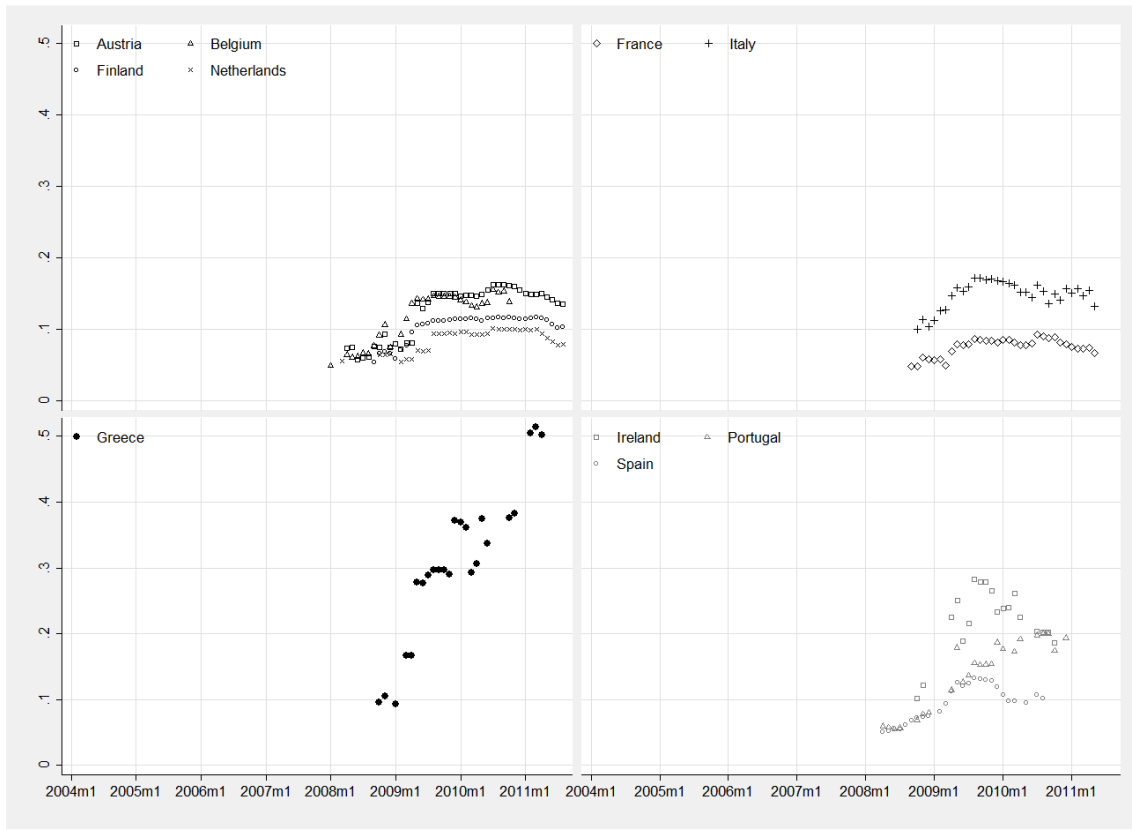 .5
.4
.3
.2
.1
0
Austria Belgium
Finland Netherlands
France Italy
.5
.4
.3
.2
.1
0
Greece
Ireland Portugal
Spain
2004m1 2005m1 2006m1 2007m1 2008m1 2009m1 2010m1 2011m1 2004m1 2005m1 2006m1 2007m1 2008m1 2009m1 2010m1 2011m1